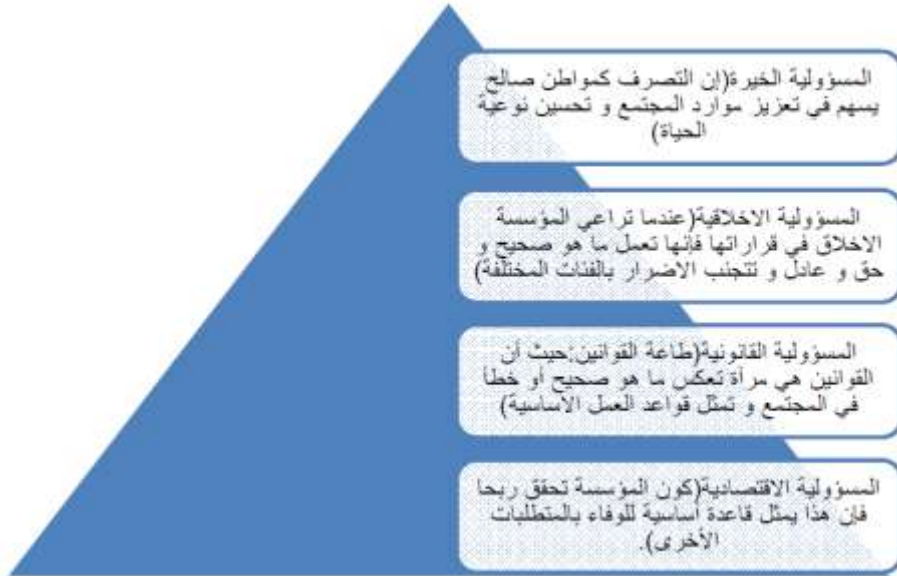 المسؤولية الخيرة(إن التصرف كمواطن صالح
يسهم في تعزيز موارد المجتمع و تحسين نوعية
الحياة)
المسؤولية الاخلاقية(عندما تراعي المؤسسة
الاخلاق في قراراتها فإنها تعمل ما هو صحيح و
حق و عادل و تتجنب الاضرار بالفئات المختلفة)
المسؤولية القانونية(طاعة القوانين:حيث أن
القوانين هي مرأة تعكس ما هو صحيح أو خطأ
في المجتمع و تمثل قواعد العمل الاساسية)
المسؤولية الاقتصادية(كون المؤسسة تحقق ربحا
فإن هذا يمثل قاعدة أساسية للوفاء بالمتطلبات
الأخرى).